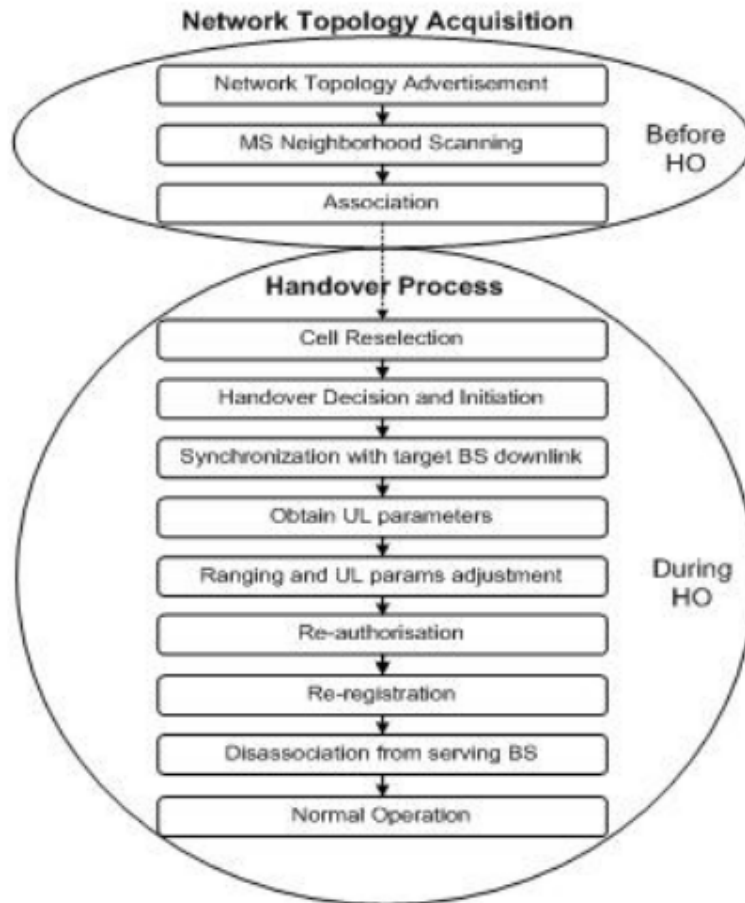 Network Topology Acquisition
Network Topology Advertisement
MS Neighborhood Scanning
Association
Before
HO
Handover Process
Cell Reselection
Handover Decision and Initiation
Synchronization with target BS downlink
Obtain UL parameters
Ranging and UL params adjustment
Re-authorisation
Re-registration
Disassociation from serving BS
Normal Operation
During
HO